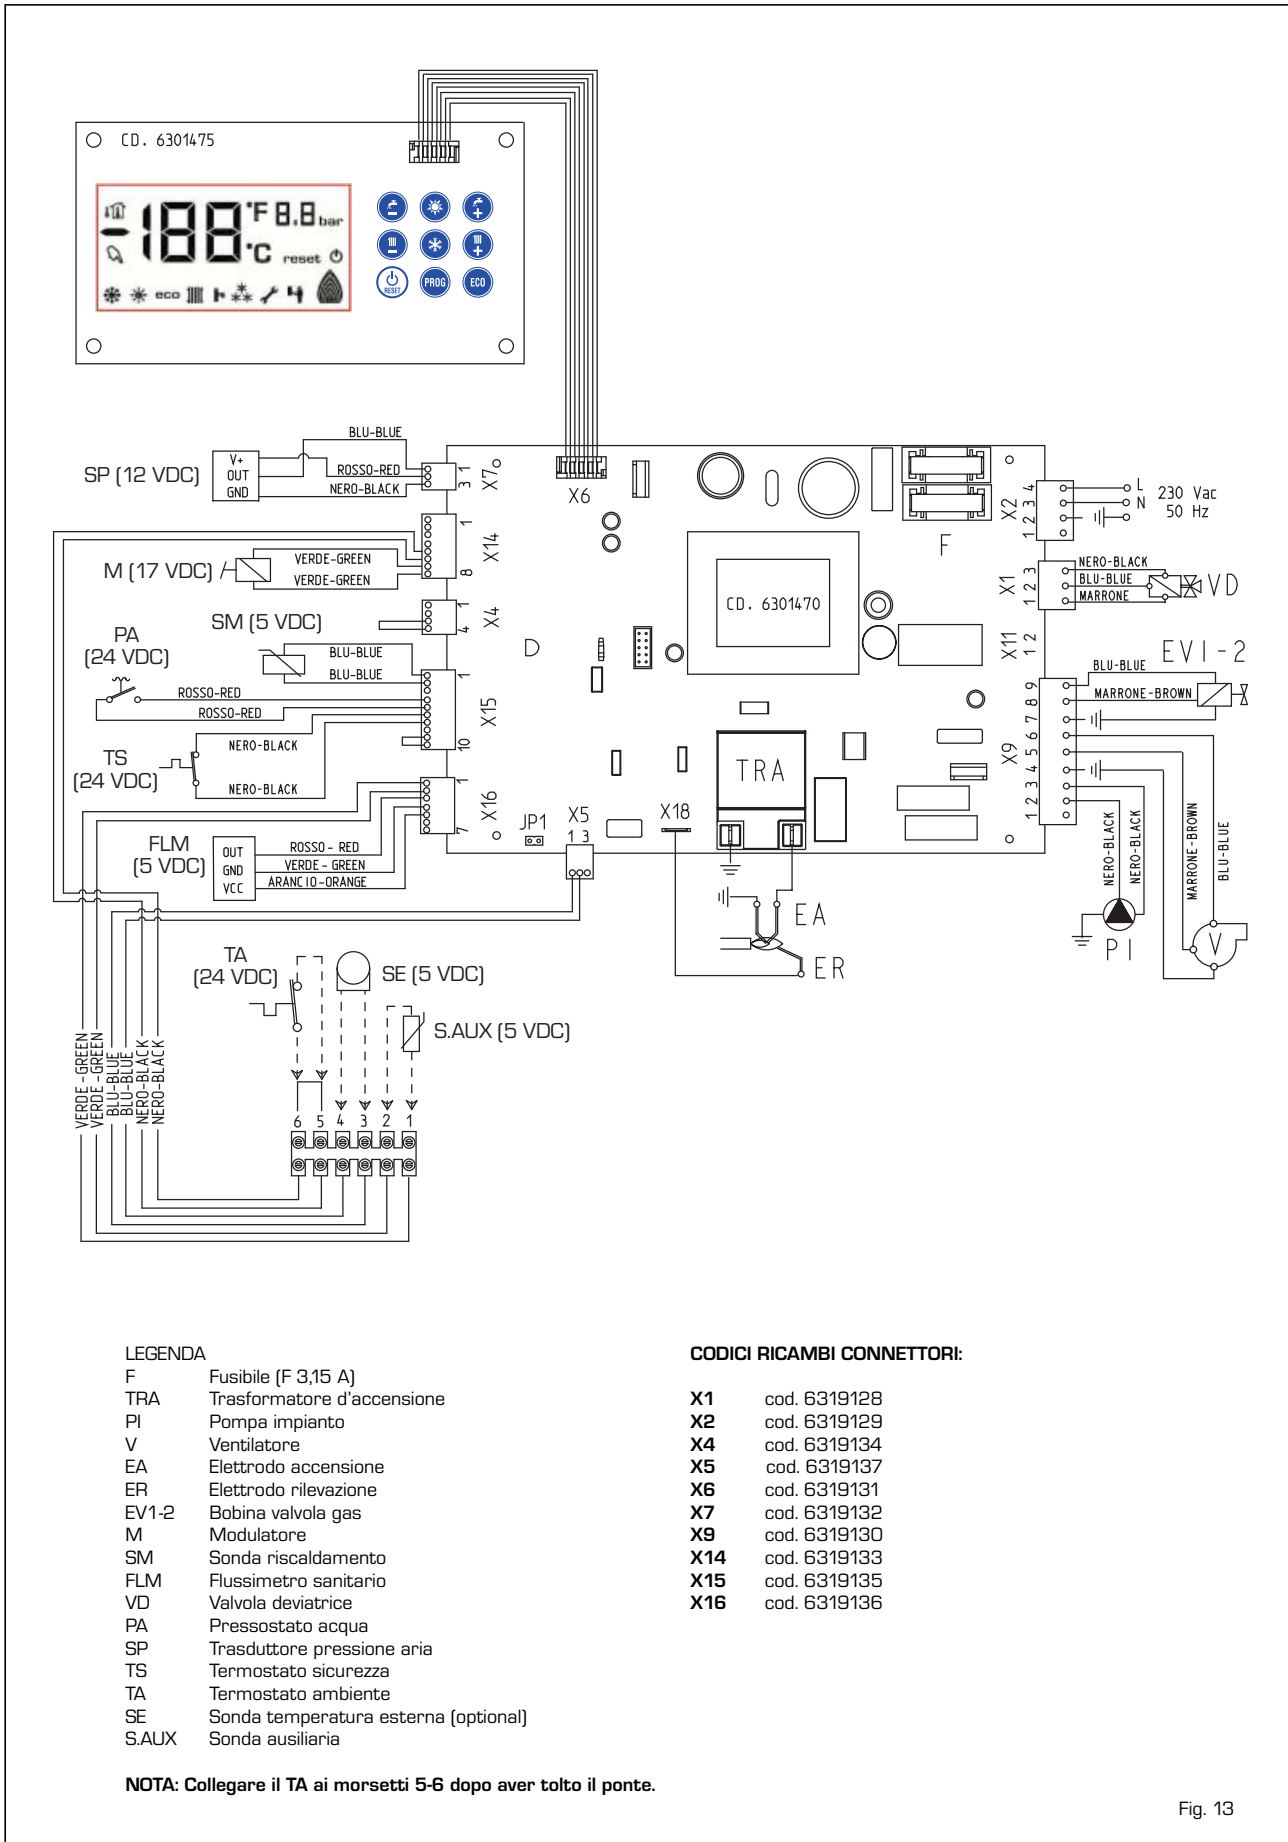 CD. 6301475
188 °F 8.8 bar
°C reset
eco
RESET PROG ECO
BLU-BLUE
SP (12 VDC)
V+
OUT
GND
ROSSO-RED
NERO-BLACK
1
3
X7
X6
F
X2
4
3
2
1
L
N
230 Vac
50 Hz
1
8
X14
M (17 VDC)
VERDE-GREEN
VERDE-GREEN
NERO-BLACK
BLU-BLUE
MARRONE
3
2
1
X1
VD
CD. 6301470
SM (5 VDC)
1
4
X4
PA
(24 VDC)
D
X11
1 2
EV1-2
BLU-BLUE
BLU-BLUE
BLU-BLUE
MARRONE-BROWN
ROSSO-RED
ROSSO-RED
1
10
X15
9
8
7
6
5
4
3
2
1
X9
TS
(24 VDC)
NERO-BLACK
NERO-BLACK
TRA
1
7
X16
JP1
X5
1 3
X18
FLM
(5 VDC)
OUT
GND
VCC
ROSSO - RED
VERDE - GREEN
ARANCIO-ORANGE
NERO-BLACK
NERO-BLACK
MARRONE-BROWN
BLU-BLUE
EA
ER
PI
V
TA
(24 VDC)
SE (5 VDC)
S.AUX (5 VDC)
VERDE - GREEN
VERDE - GREEN
BLU-BLUE
BLU-BLUE
NERO-BLACK
NERO-BLACK
6 5 4 3 2 1
LEGENDA
F Fusibile (F 3,15 A)
TRA Trasformatore d'accensione
PI Pompa impianto
V Ventilatore
EA Elettrodo accensione
ER Elettrodo rilevazione
EV1-2 Bobina valvola gas
M Modulatore
SM Sonda riscaldamento
FLM Flussimetro sanitario
VD Valvola deviatrice
PA Pressostato acqua
SP Trasduttore pressione aria
TS Termostato sicurezza
TA Termostato ambiente
SE Sonda temperatura esterna (optional)
S.AUX Sonda ausiliaria
CODICI RICAMBI CONNETTORI:
X1 cod. 6319128
X2 cod. 6319129
X4 cod. 6319134
X5 cod. 6319137
X6 cod. 6319131
X7 cod. 6319132
X9 cod. 6319130
X14 cod. 6319133
X15 cod. 6319135
X16 cod. 6319136
NOTA: Collegare il TA ai morsetti 5-6 dopo aver tolto il ponte.
Fig. 13